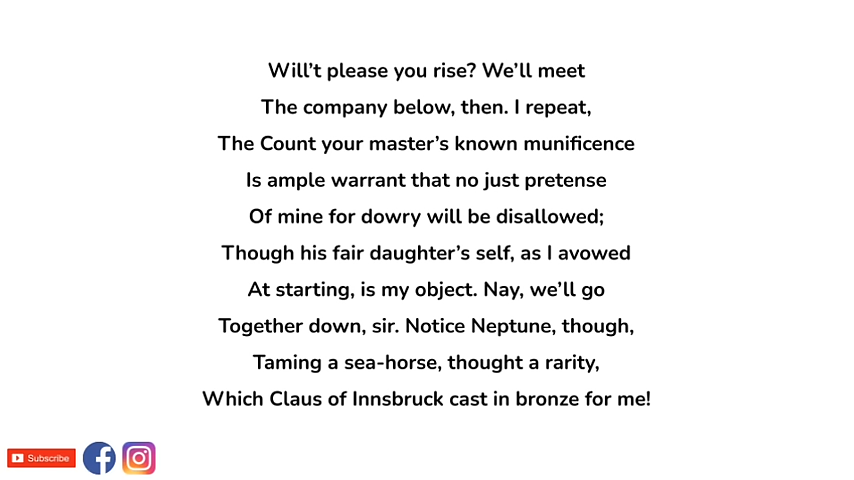 Will’t please you rise? We’ll meet
The company below, then. I repeat,
The Count your master’s known munificence
Is ample warrant that no just pretense
Of mine for dowry will be disallowed;
Though his fair daughter’s self, as I avowed
At starting, is my object. Nay, we’ll go
Together down, sir. Notice Neptune, though,
Taming a sea-horse, thought a rarity,
Which Claus of Innsbruck cast in bronze for me!
Subscribe